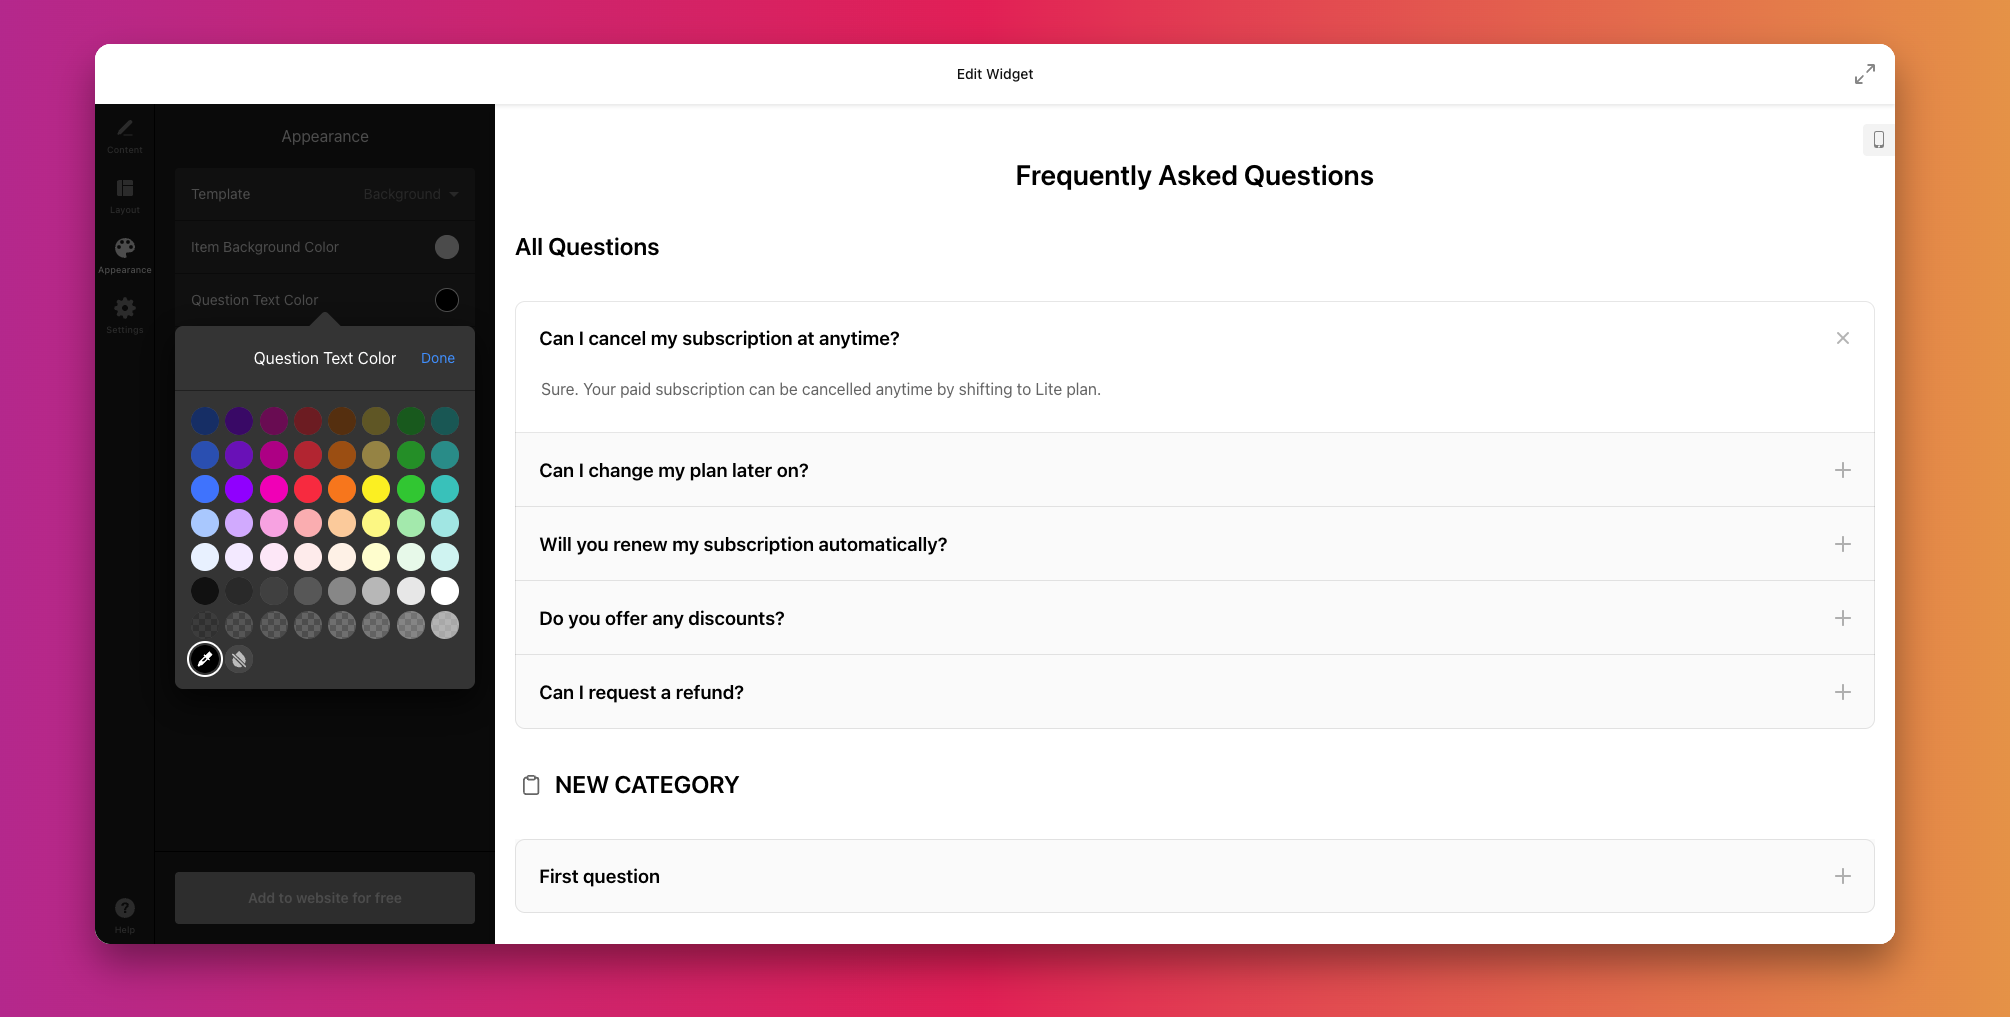 Edit Widget
Content
Layout
Appearance
Settings
Help
Appearance
Template Background
Item Background Color
Question Text Color
Question Text Color Done
Add to website for free
Frequently Asked Questions
All Questions
Can I cancel my subscription at anytime?
Sure. Your paid subscription can be cancelled anytime by shifting to Lite plan.
Can I change my plan later on?
Will you renew my subscription automatically?
Do you offer any discounts?
Can I request a refund?
NEW CATEGORY
First question